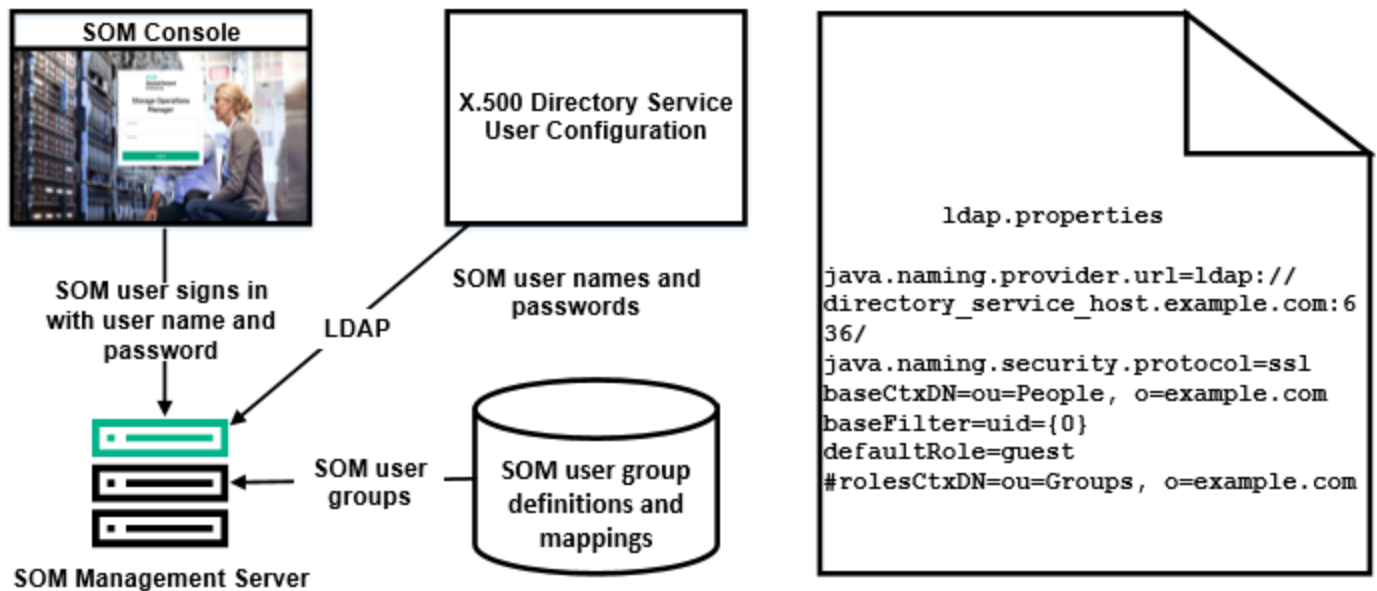 SOM Console
Storage Operations
Manager
X.500 Directory Service
User Configuration
SOM user signs in
with user name and
password
LDAP
SOM user names and
passwords
SOM user
groups
SOM user group
definitions and
mappings
SOM Management Server
ldap.properties
java.naming.provider.url=ldap://
directory_service_host.example.com:6
36/
java.naming.security.protocol=ssl
baseCtxDN=ou=People, o=example.com
baseFilter=uid={0}
defaultRole=guest
#rolesCtxDN=ou=Groups, o=example.com